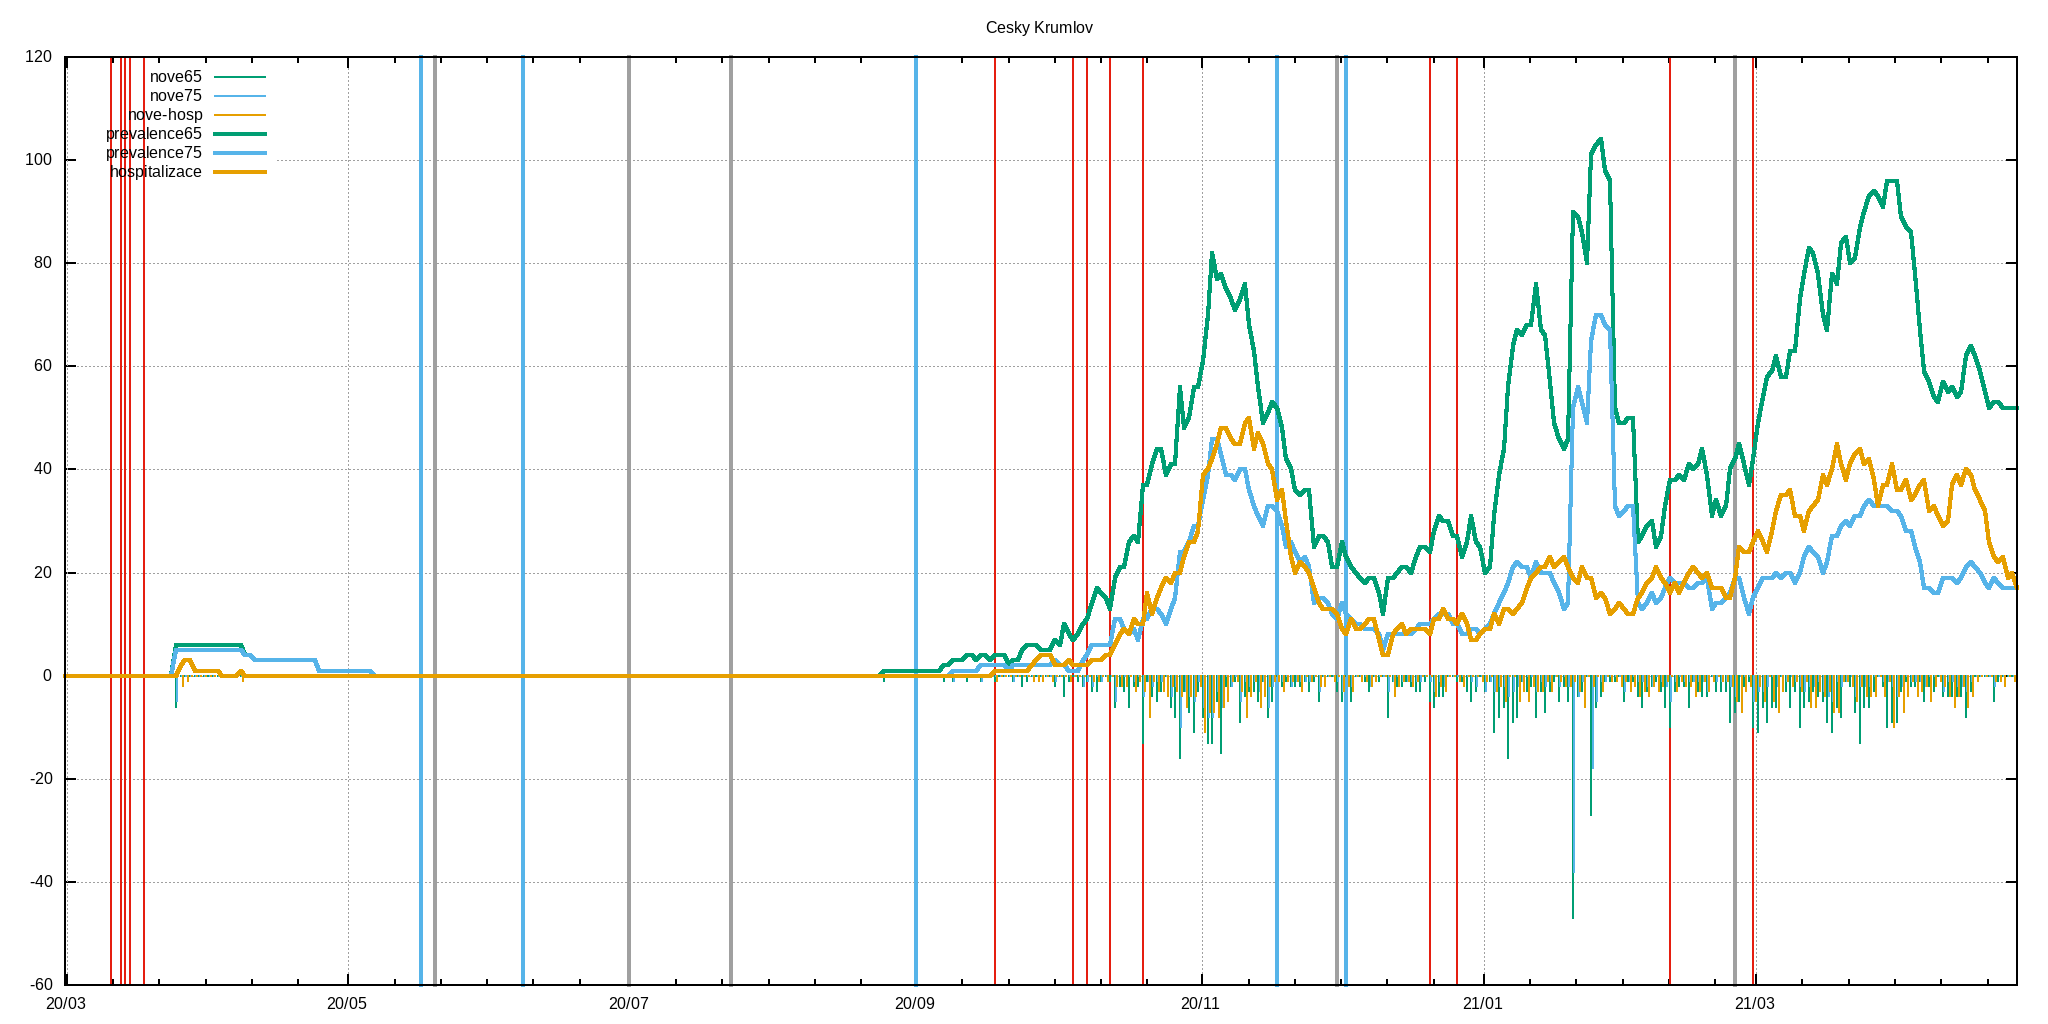 Cesky Krumlov
120
100
80
60
40
20
0
-20
-40
-60
nove65
nove75
nove-hosp
prevalence65
prevalence75
hospitalizace
20/03 20/05 20/07 20/09 20/11 21/01 21/03